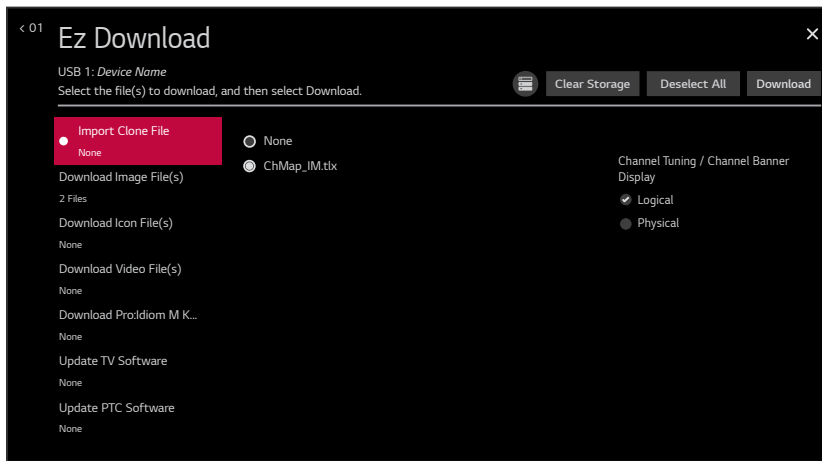 < 01
Ez Download
USB 1: Device Name
Select the file(s) to download, and then select Download.
Clear Storage
Deselect All
Download
Import Clone File
None
Download Image File(s)
2 Files
Download Icon File(s)
None
Download Video File(s)
None
Download Pro:Idiom M K...
None
Update TV Software
None
Update PTC Software
None
None
ChMap_IM.tlx
Channel Tuning / Channel Banner
Display
Logical
Physical